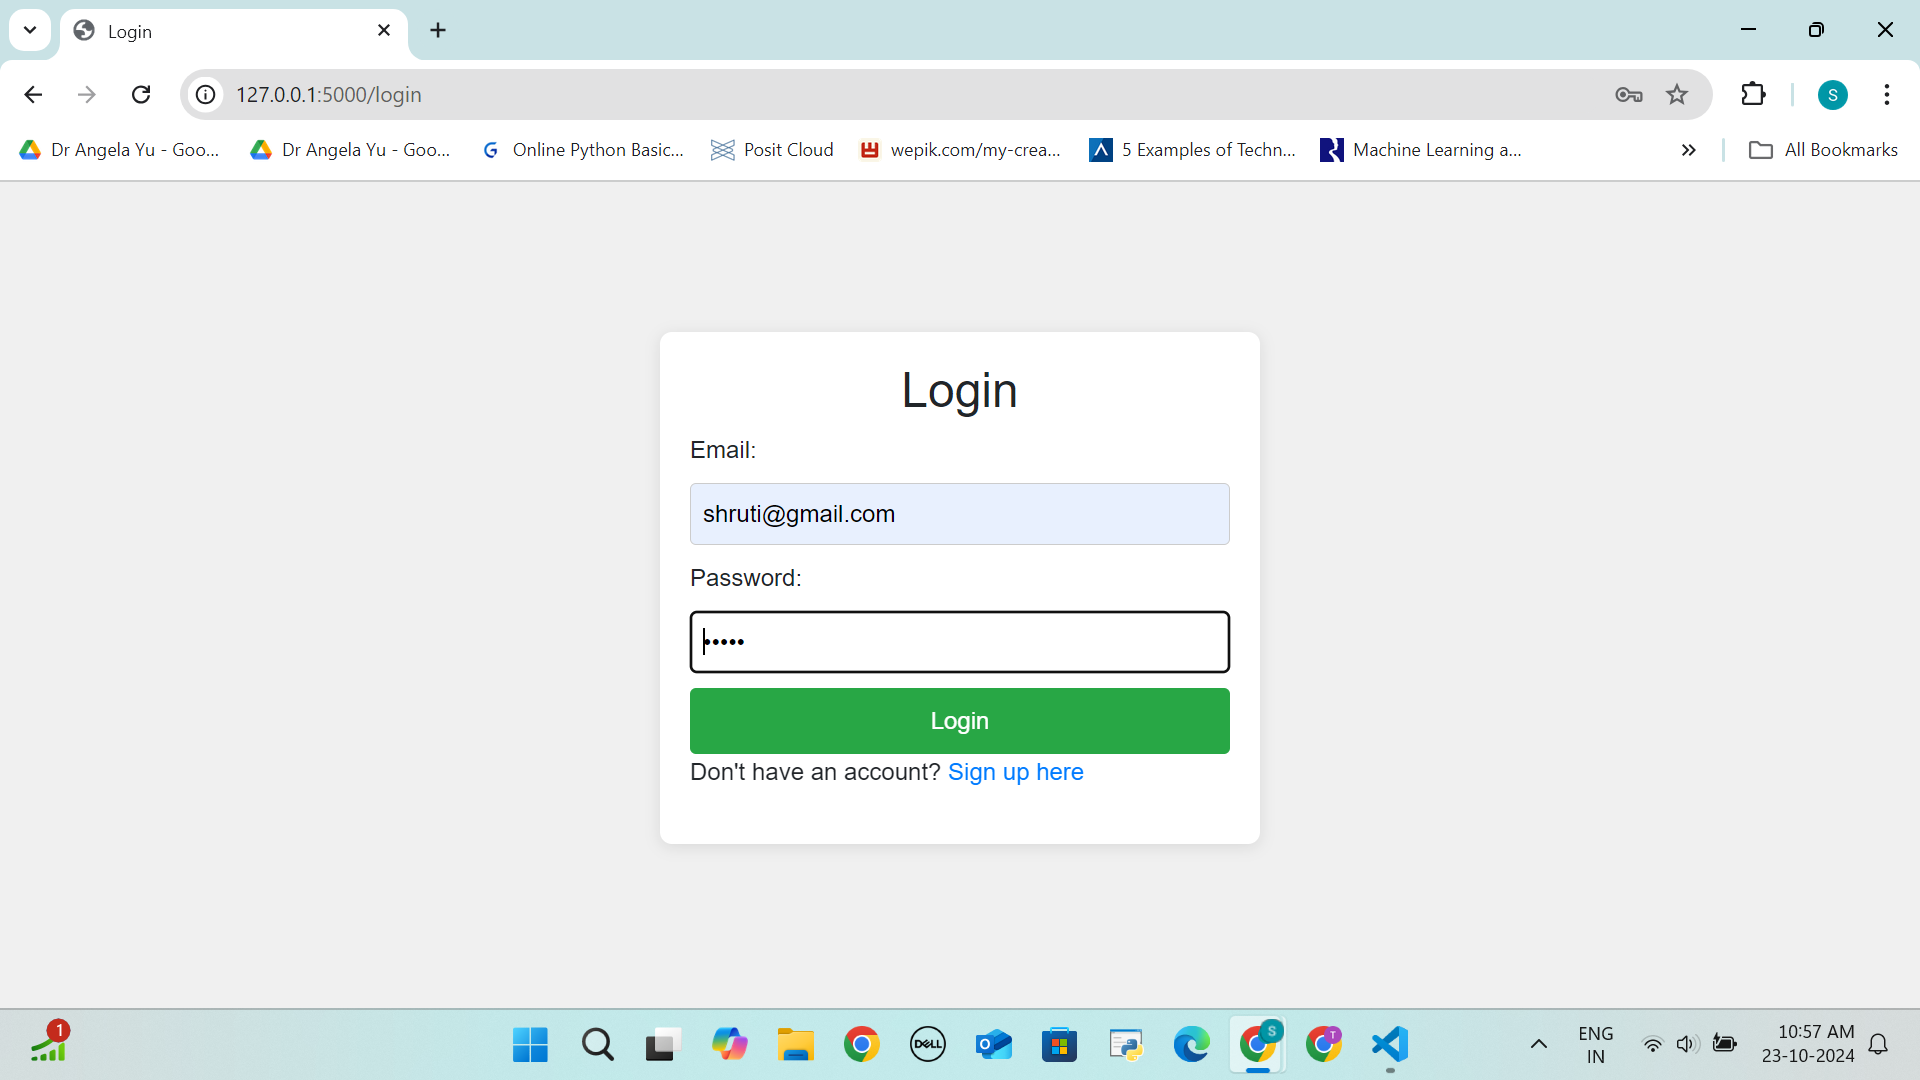 Login
127.0.0.1:5000/login
S
Dr Angela Yu - Goo...
Dr Angela Yu - Goo...
Online Python Basic...
Posit Cloud
wepik.com/my-crea...
5 Examples of Techn...
Machine Learning a...
All Bookmarks
Login
Email:
shruti@gmail.com
Password:
•••••
Login
Don't have an account? Sign up here
1
DELL
S
T
ENG
IN
10:57 AM
23-10-2024